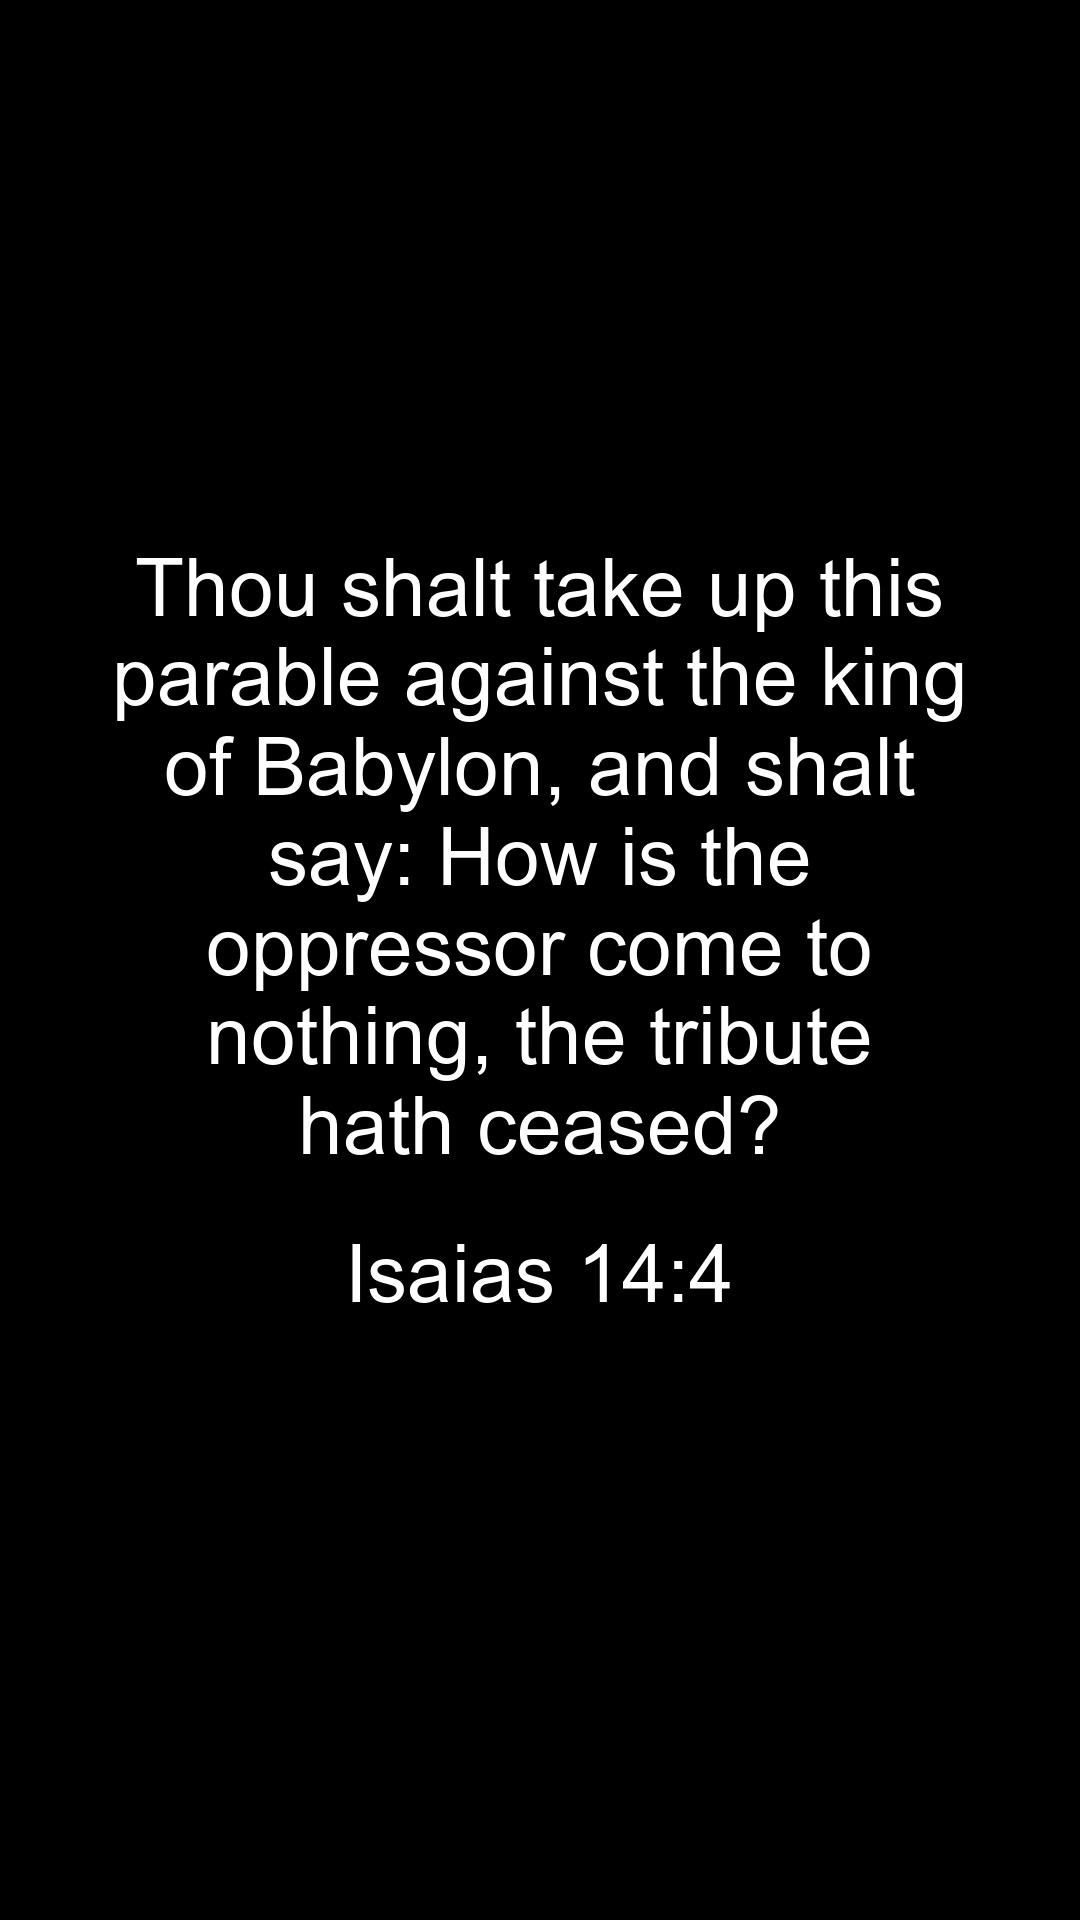 Thou shalt take up this
parable against the king
of Babylon, and shalt
say: How is the
oppressor come to
nothing, the tribute
hath ceased?
Isaias 14:4